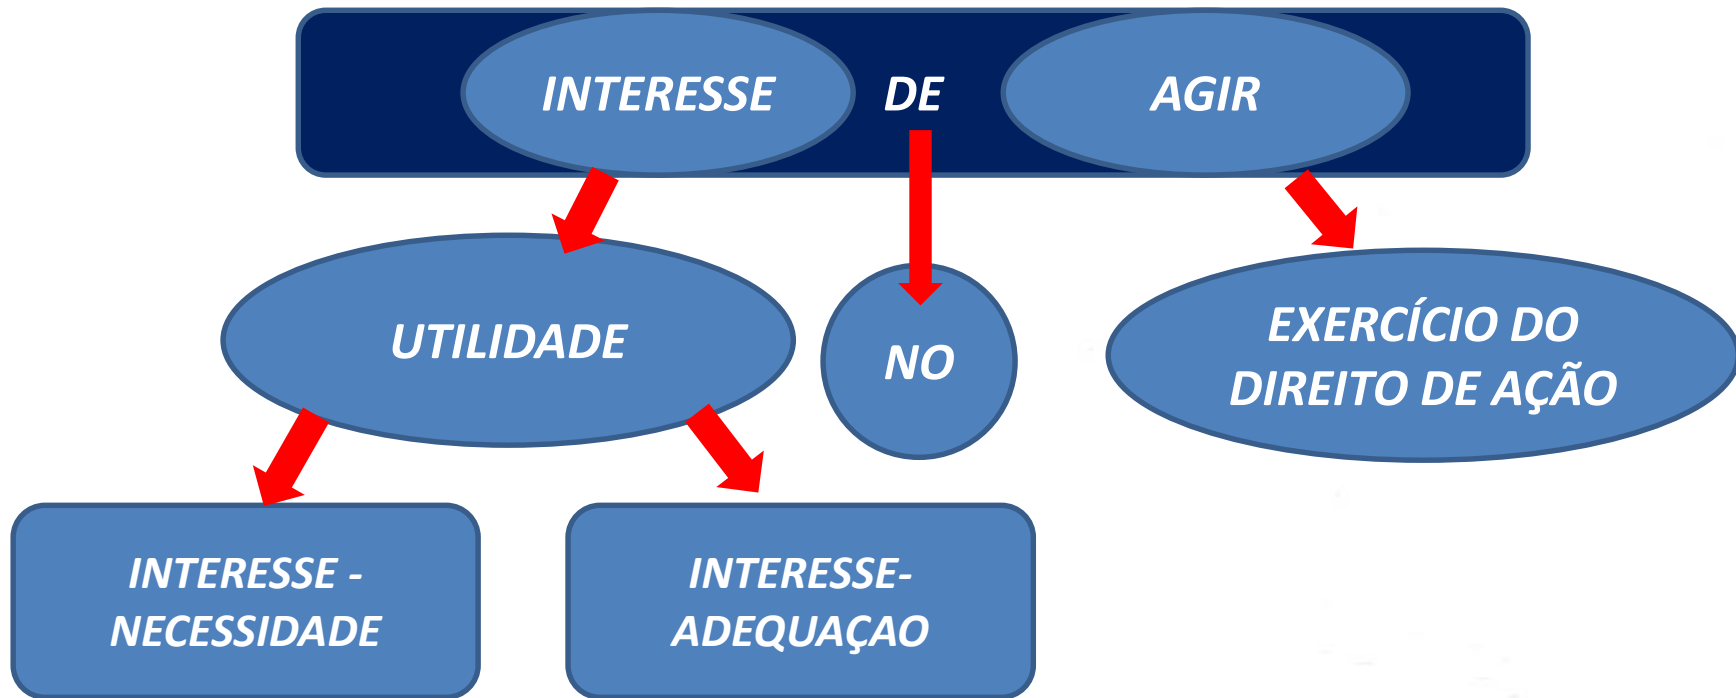 INTERESSE DE AGIR
UTILIDADE
NO
EXERCÍCIO DO
DIREITO DE AÇÃO
INTERESSE -
NECESSIDADE
INTERESSE-
ADEQUAÇAO